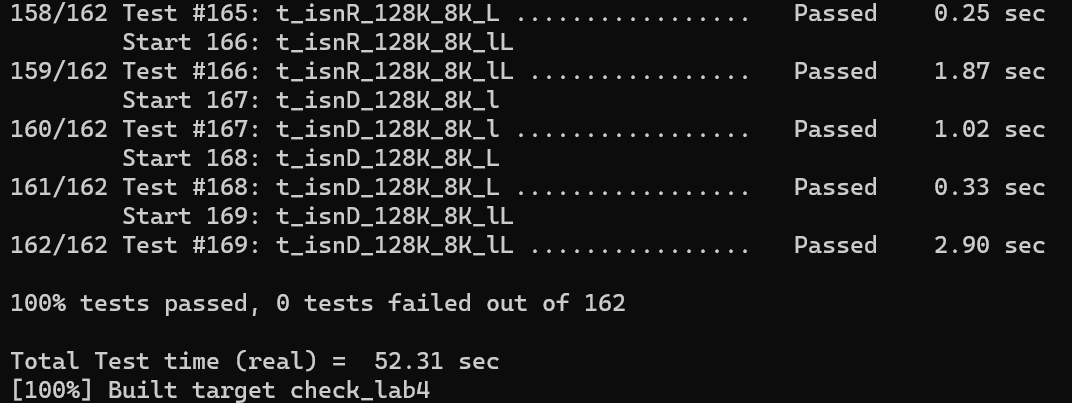 158/162 Test #165: t_isnR_128K_8K_L .................   Passed    0.25 sec
        Start 166: t_isnR_128K_8K_lL
159/162 Test #166: t_isnR_128K_8K_lL ................   Passed    1.87 sec
        Start 167: t_isnD_128K_8K_l
160/162 Test #167: t_isnD_128K_8K_l .................   Passed    1.02 sec
        Start 168: t_isnD_128K_8K_L
161/162 Test #168: t_isnD_128K_8K_L .................   Passed    0.33 sec
        Start 169: t_isnD_128K_8K_lL
162/162 Test #169: t_isnD_128K_8K_lL ................   Passed    2.90 sec
100% tests passed, 0 tests failed out of 162
Total Test time (real) =  52.31 sec
[100%] Built target check_lab4